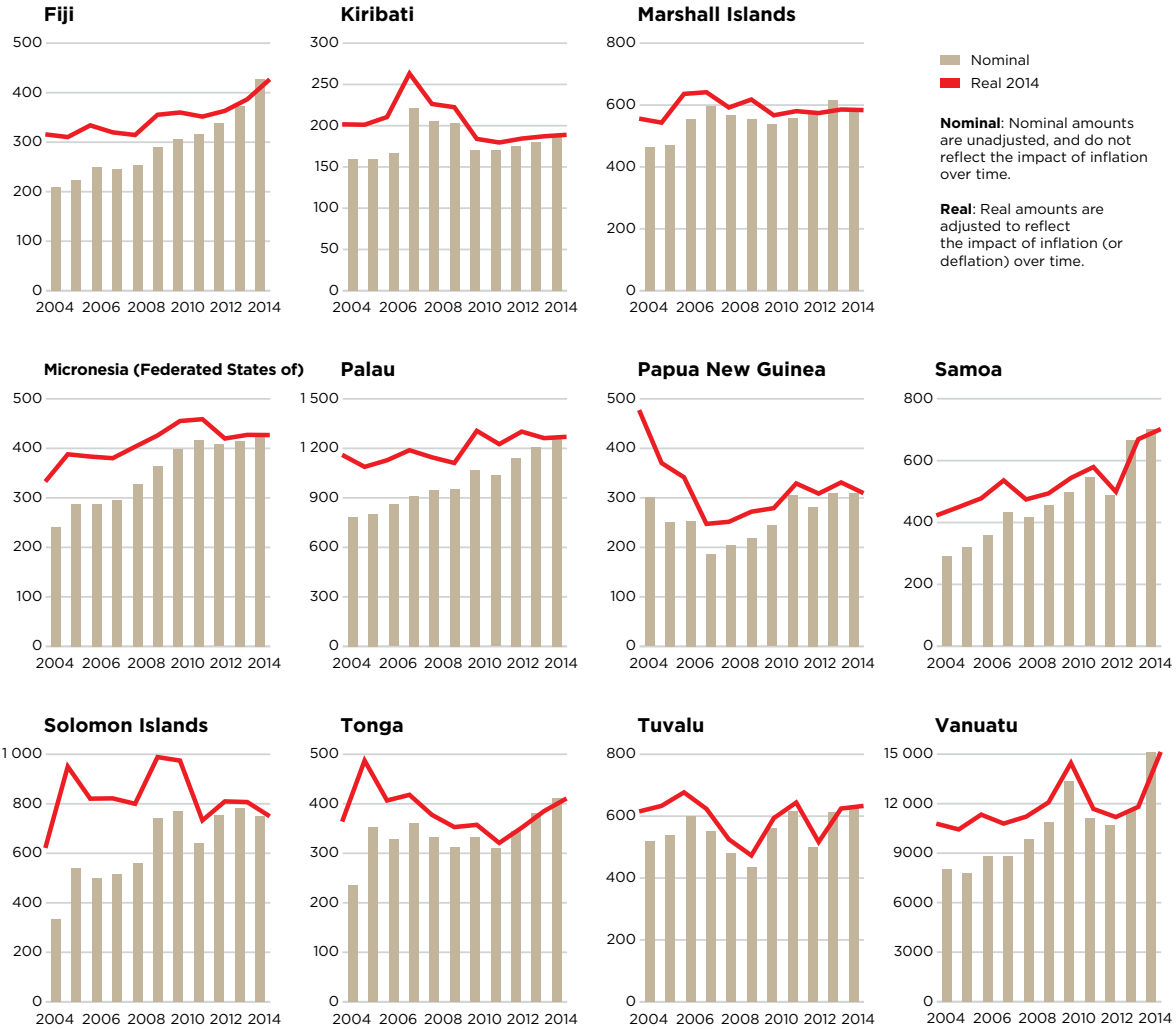 Fiji
500
400
300
200
100
0
2004 2006 2008 2010 2012 2014
Kiribati
300
250
200
150
100
50
0
2004 2006 2008 2010 2012 2014
Marshall Islands
800
600
400
200
0
2004 2006 2008 2010 2012 2014
Nominal
Real 2014
Nominal: Nominal amounts
are unadjusted, and do not
reflect the impact of inflation
over time.
Real: Real amounts are
adjusted to reflect
the impact of inflation (or
deflation) over time.
Micronesia (Federated States of)
500
400
300
200
100
0
2004 2006 2008 2010 2012 2014
Palau
1 500
1200
900
600
300
0
2004 2006 2008 2010 2012 2014
Papua New Guinea
500
400
300
200
100
0
2004 2006 2008 2010 2012 2014
Samoa
800
600
400
200
0
2004 2006 2008 2010 2012 2014
Solomon Islands
1 000
800
600
400
200
0
2004 2006 2008 2010 2012 2014
Tonga
500
400
300
200
100
0
2004 2006 2008 2010 2012 2014
Tuvalu
800
600
400
200
0
2004 2006 2008 2010 2012 2014
Vanuatu
15 000
12 000
9000
6000
3000
0
2004 2006 2008 2010 2012 2014